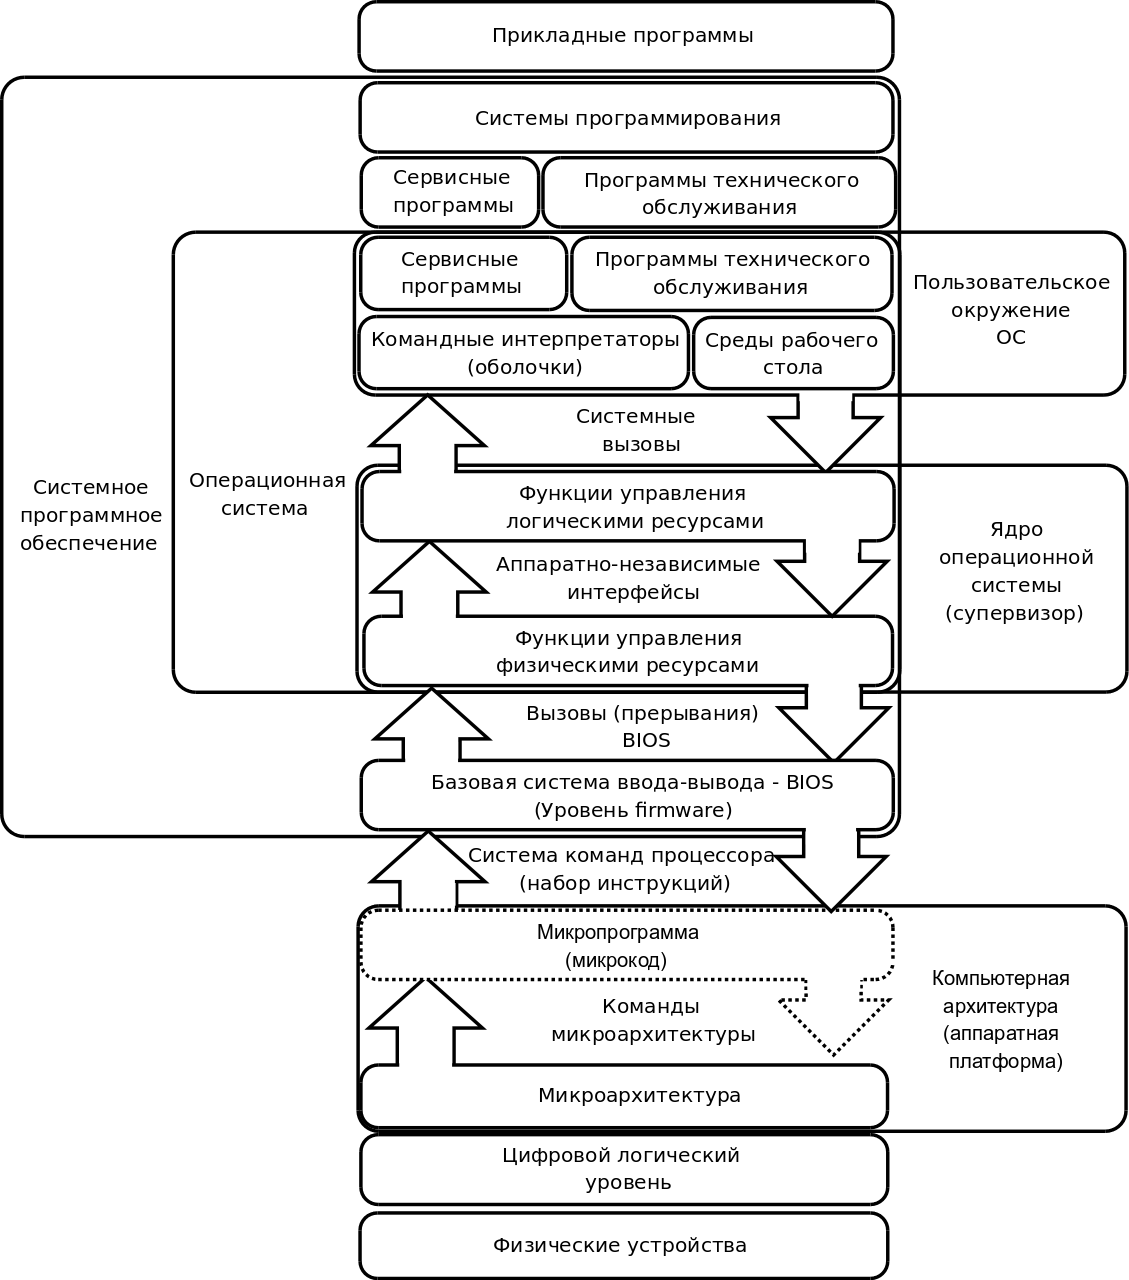 Прикладные программы
Системы программирования
Сервисные
программы
Программы технического
обслуживания
Сервисные
программы
Программы технического
обслуживания
Пользовательское
окружение
ОС
Командные интерпретаторы
(оболочки)
Среды рабочего
стола
Системные
вызовы
Системное
программное
обеспечение
Операционная
система
Функции управления
логическими ресурсами
Ядро
операционной
системы
(супервизор)
Аппаратно-независимые
интерфейсы
Функции управления
физическими ресурсами
Вызовы (прерывания)
BIOS
Базовая система ввода-вывода - BIOS
(Уровень firmware)
Система команд процессора
(набор инструкций)
Микропрограмма
(микрокод)
Компьютерная
архитектура
(аппаратная
платформа)
Команды
микроархитектуры
Микроархитектура
Цифровой логический
уровень
Физические устройства